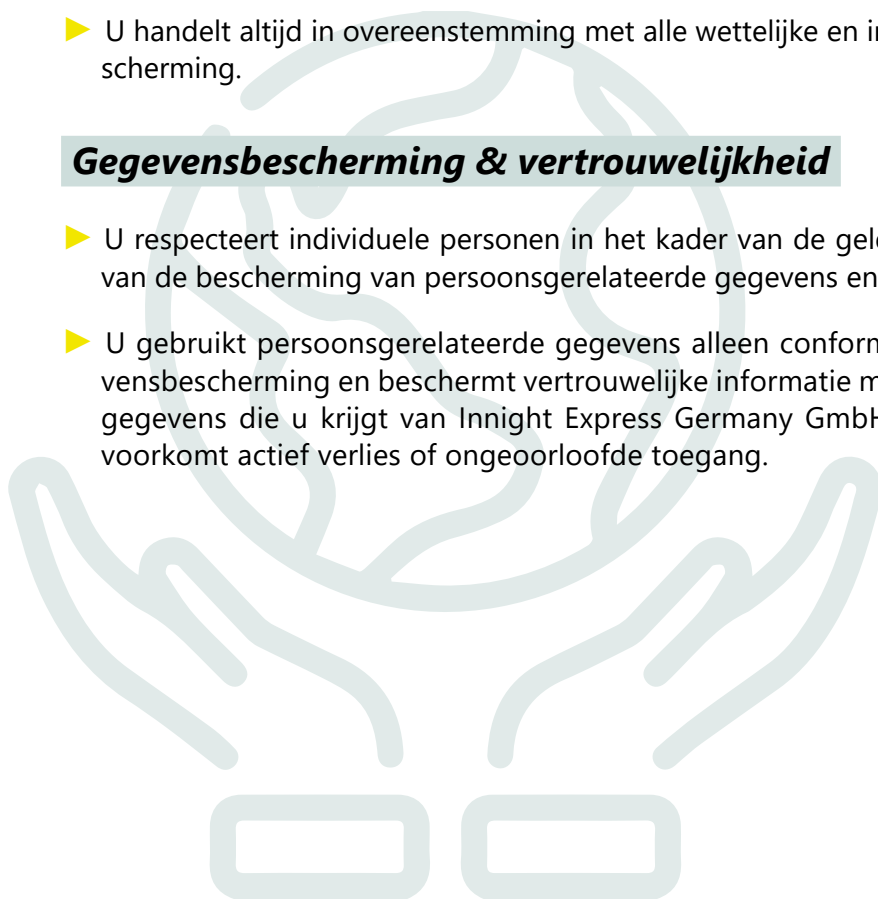 U handelt altijd in overeenstemming met alle wettelijke en
scherming.
Gegevensbescherming & vertrouwelijkheid
U respecteert individuele personen in het kader van de
van de bescherming van persoonsgerelateerde gegevens en
U gebruikt persoonsgerelateerde gegevens alleen conform
vensbescherming en beschermt vertrouwelijke informatie
gegevens die u krijgt van Innight Express Germany GmbH
voorkomt actief verlies of ongeoorloofde toegang.